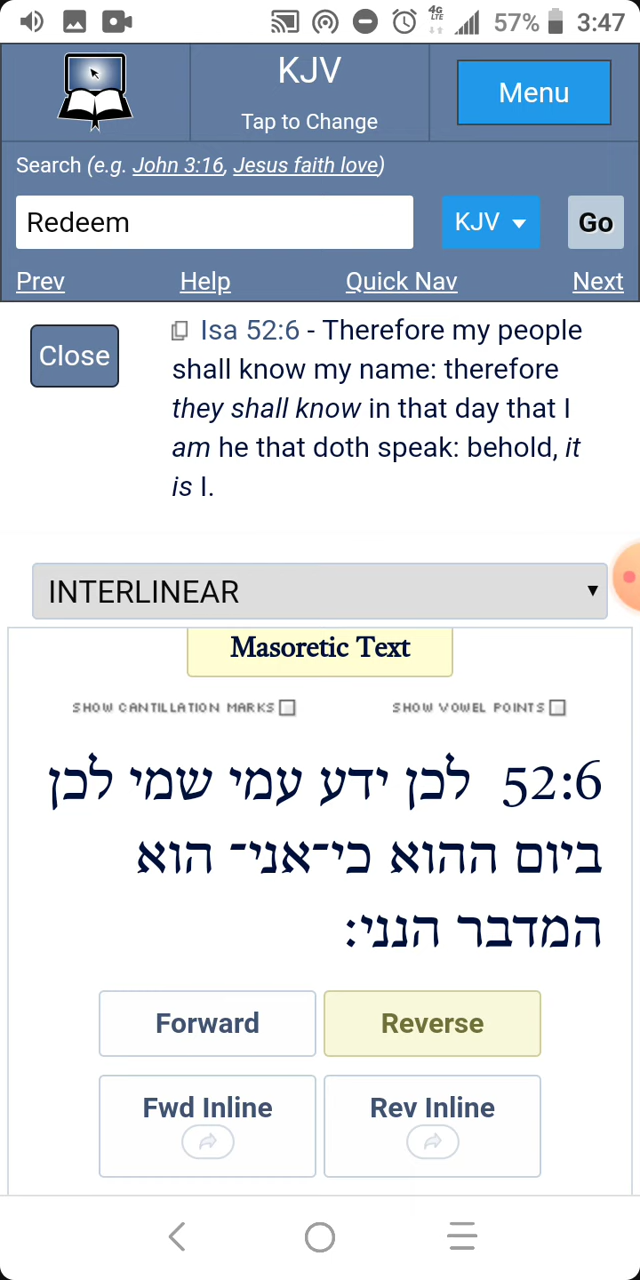 4G
LTE
57% 3:47
KJV
Tap to Change
Menu
Search (e.g. John 3:16, Jesus faith love)
Redeem
KJV
Go
Prev Help Quick Nav Next
Close
Isa 52:6 - Therefore my people
shall know my name: therefore
they shall know in that day that I
am he that doth speak: behold, it
is I.
INTERLINEAR
Masoretic Text
SHOW CANTILLATION MARKS SHOW VOWEL POINTS
52:6 לכן ידע עמי שמי לכן
ביום ההוא כי־אני־ הוא
המדבר הנני׃
Forward Reverse
Fwd Inline Rev Inline